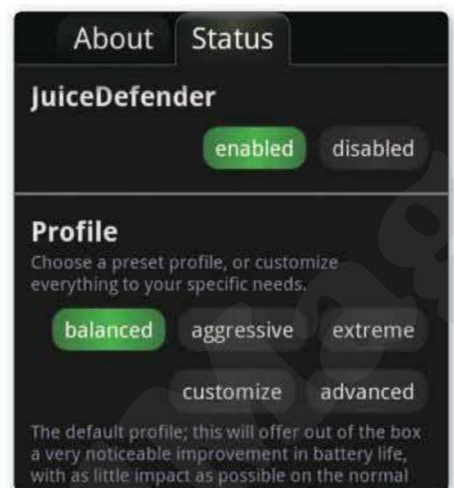 About Status
JuiceDefender
enabled disabled
Profile
Choose a preset profile, or customize
everything to your specific needs.
balanced aggressive extreme
customize advanced
The default profile; this will offer out of the box
a very noticeable improvement in battery life,
with as little impact as possible on the normal